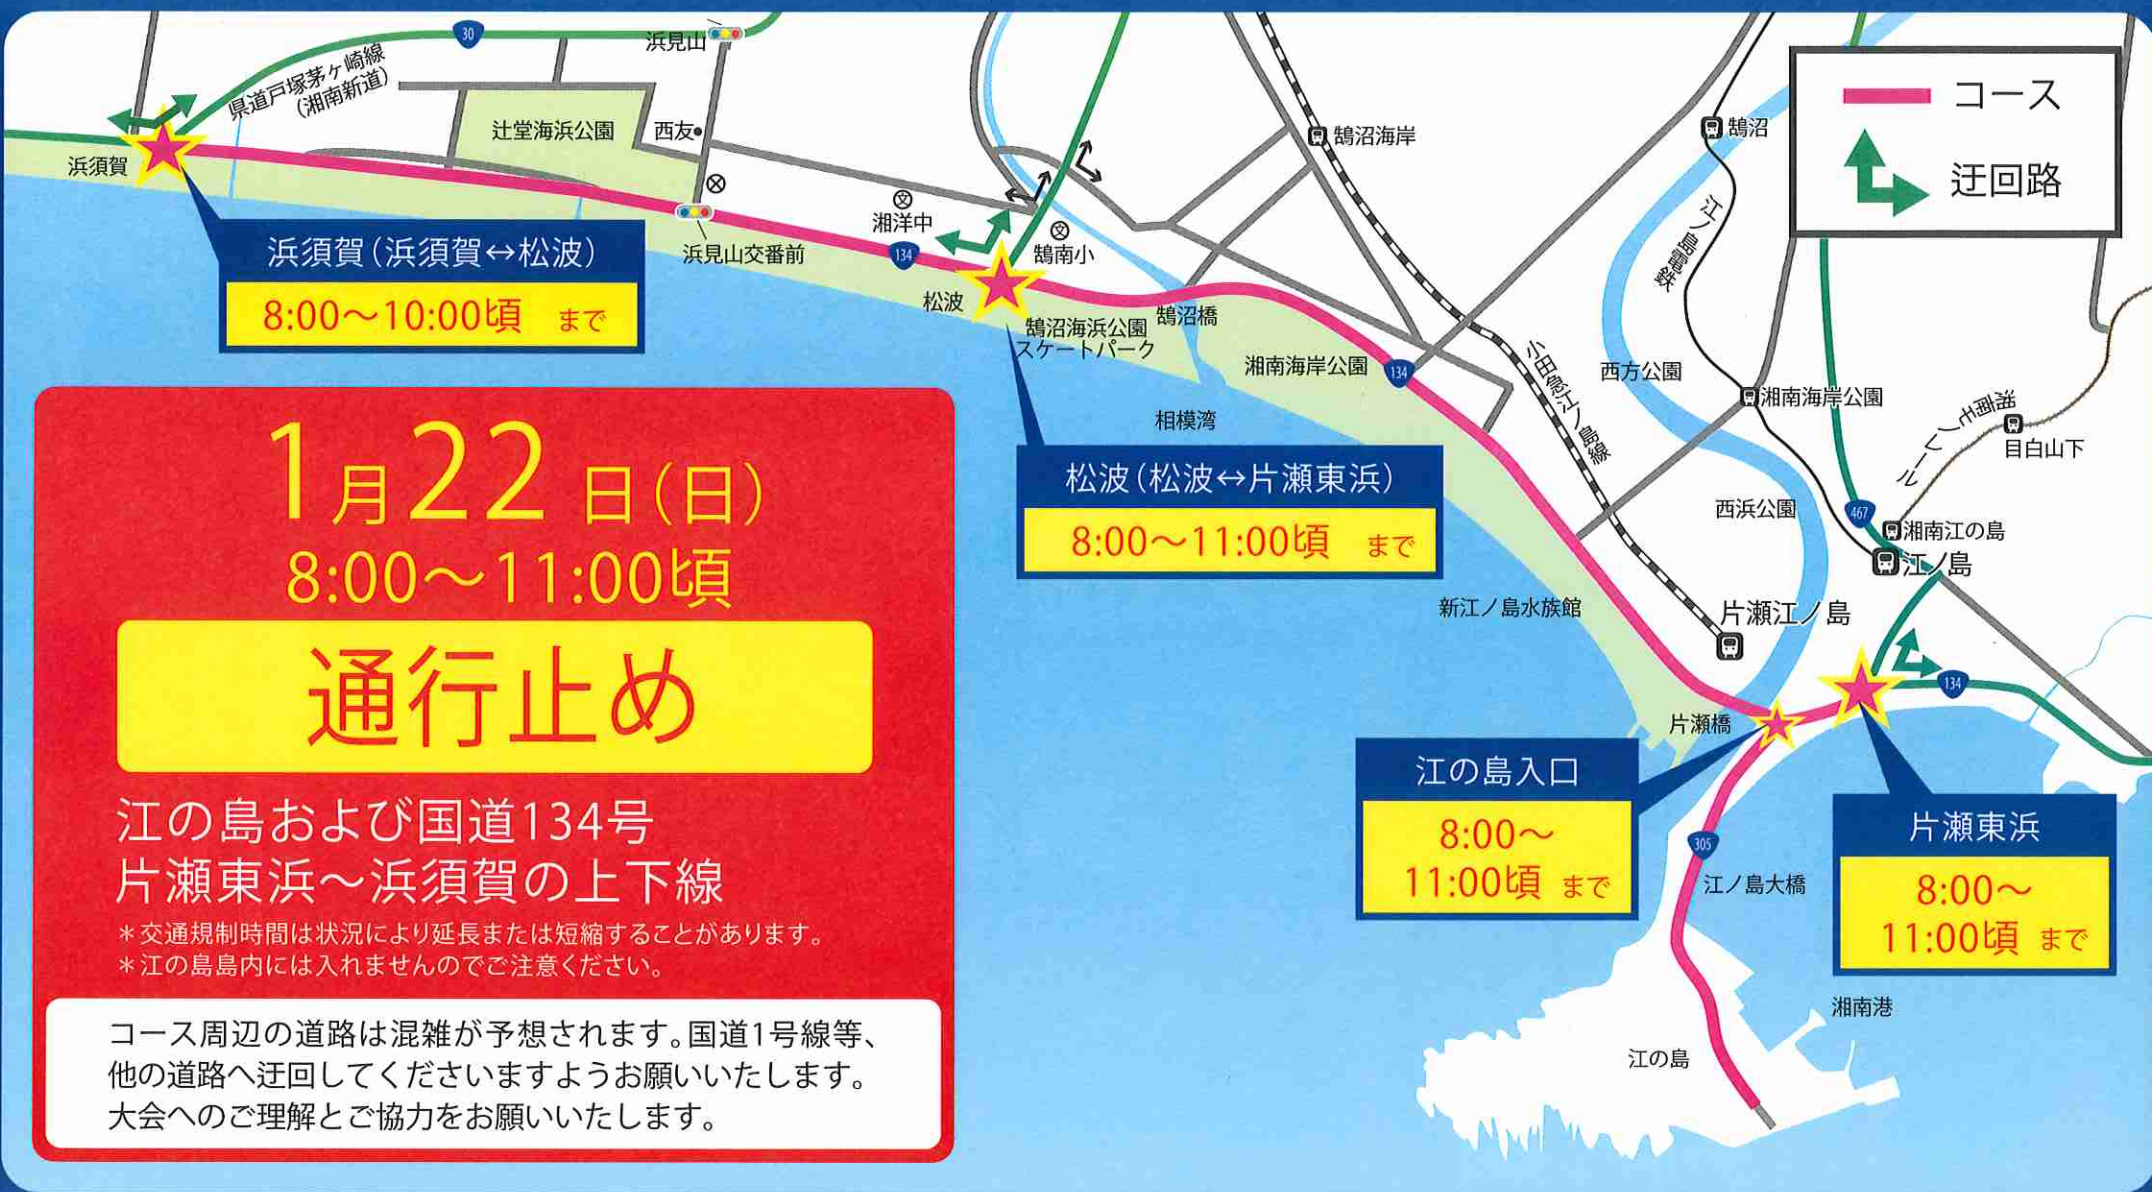 30
浜見山
県道戸塚茅ヶ崎線
（湘南新道）
辻堂海浜公園
西友
鵠沼海岸
鵠沼
コース
迂回路
浜須賀
湘洋中
鵠南小
江ノ島電鉄
浜須賀（浜須賀↔松波）
8:00〜10:00頃 まで
浜見山交番前
134
松波
鵠沼橋
鵠沼海浜公園
スケートパーク
湘南海岸公園
134
小田急江ノ島線
西方公園
湘南海岸公園
湘南モノレール
目白山下
相模湾
松波（松波↔片瀬東浜）
8:00〜11:00頃 まで
西浜公園
467
湘南江の島
江ノ島
新江ノ島水族館
片瀬江ノ島
134
片瀬橋
江の島入口
8:00〜
11:00頃 まで
片瀬東浜
8:00〜
11:00頃 まで
305
江ノ島大橋
湘南港
江の島
1月22日（日）
8:00〜11:00頃
通行止め
江の島および国道134号
片瀬東浜〜浜須賀の上下線
＊交通規制時間は状況により延長または短縮することがあります。
＊江の島島内には入れませんのでご注意ください。
コース周辺の道路は混雑が予想されます。国道1号線等、
他の道路へ迂回してくださいますようお願いいたします。
大会へのご理解とご協力をお願いいたします。